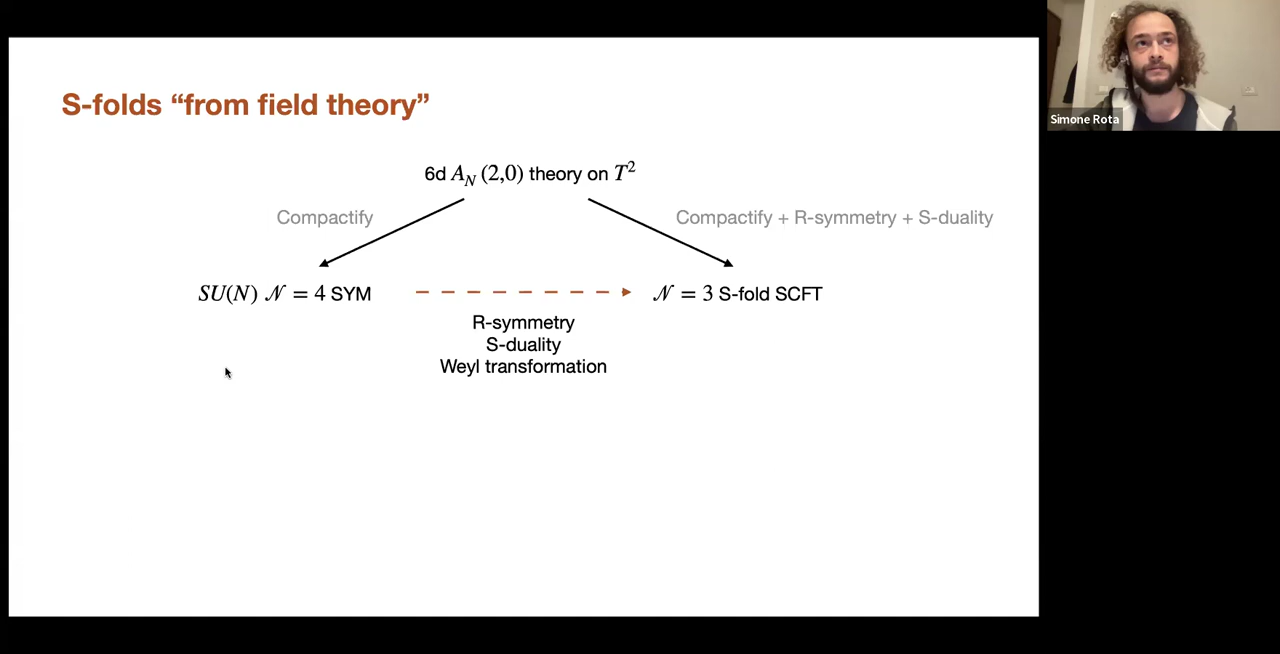 S-folds “from field theory”
6d A_N (2,0) theory on T²
Compactify
Compactify + R-symmetry + S-duality
SU(N) 𝒩 = 4 SYM
𝒩 = 3 S-fold SCFT
R-symmetry
S-duality
Weyl transformation
Simone Rota